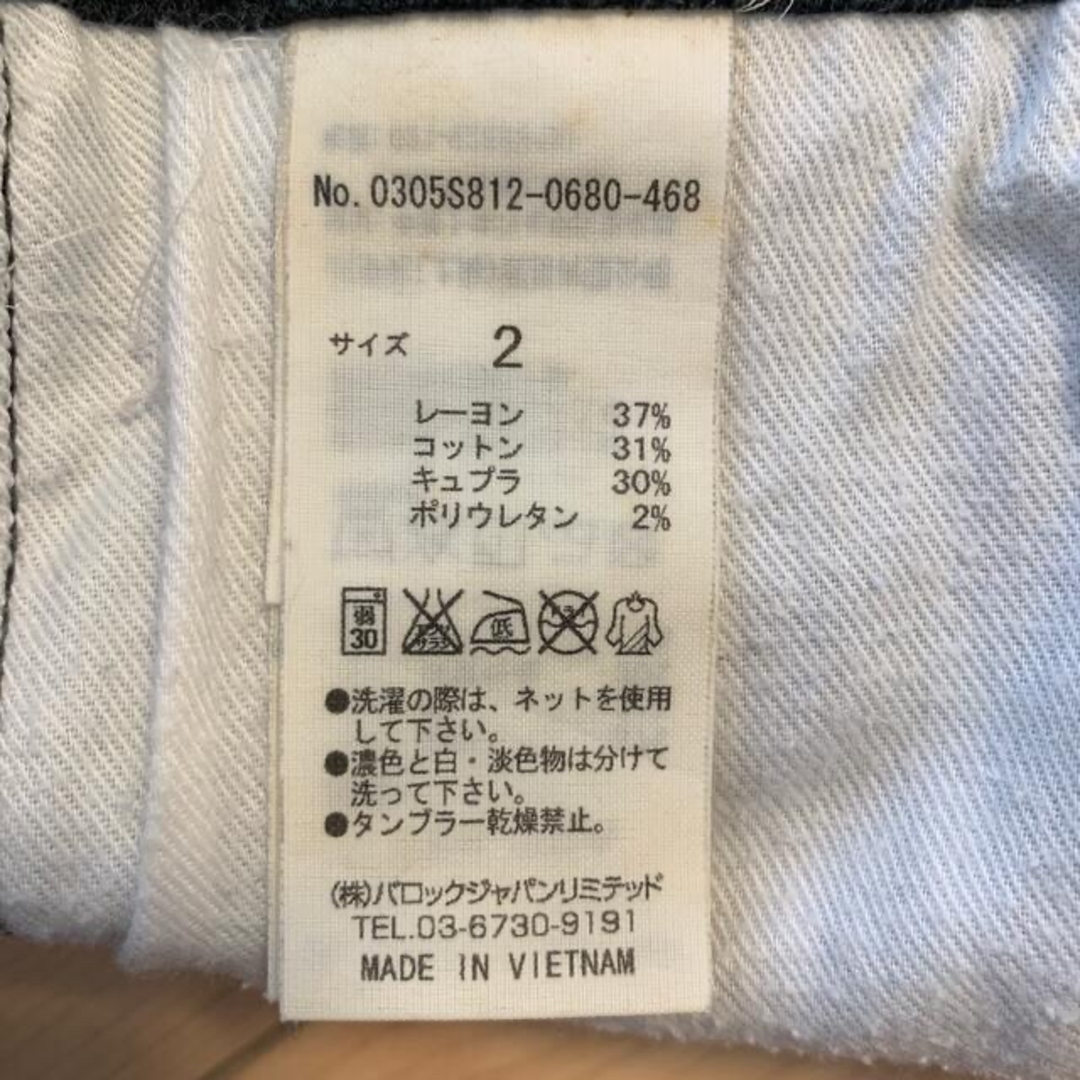 No. 0305S812-0680-468
サイズ 2
レーヨン 37%
コットン 31%
キュプラ 30%
ポリウレタン 2%
弱 30 低 ドライ
●洗濯の際は、ネットを使用
して下さい。
●濃色と白・淡色物は分けて
洗って下さい。
●タンブラー乾燥禁止。
(株)バロックジャパンリミテッド
TEL.03-6730-9191
MADE IN VIETNAM